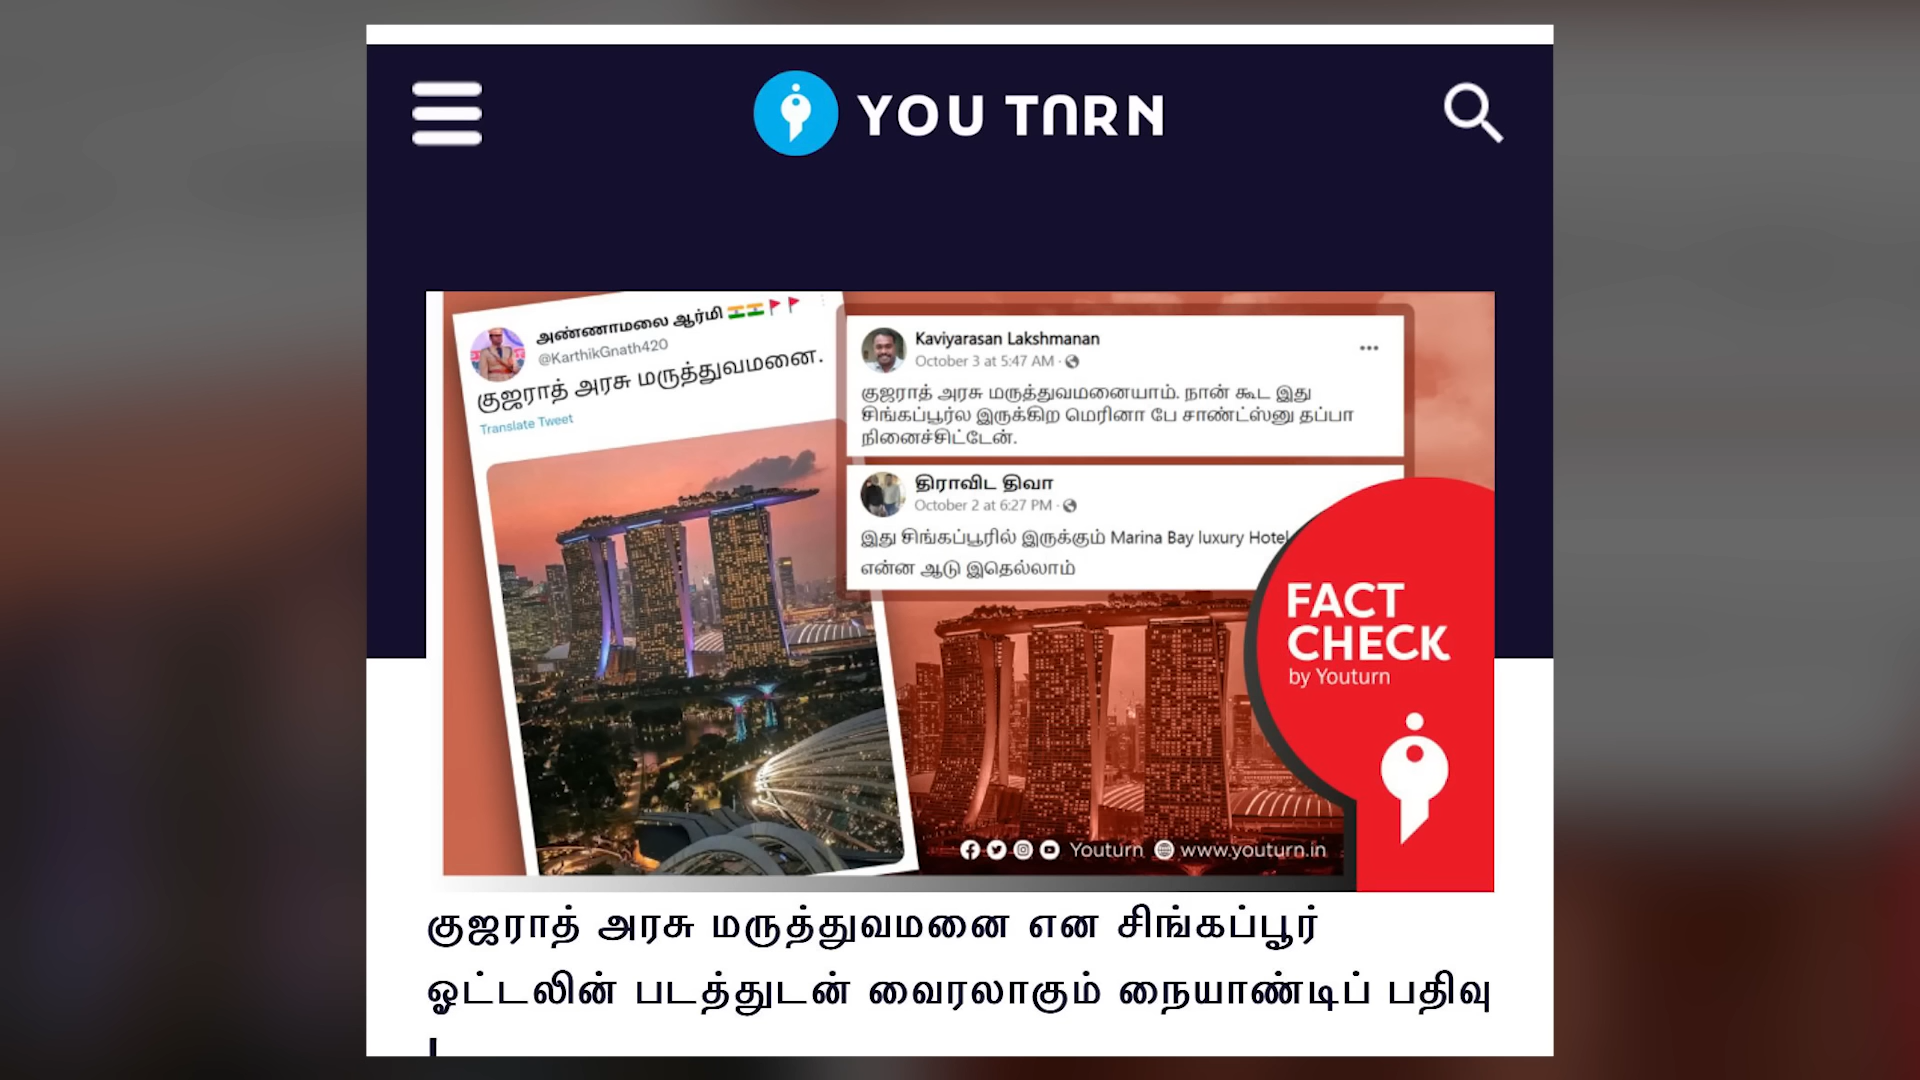 YOU TURN
அண்ணாமலை ஆர்மி
@KarthikGnath420
குஜராத் அரசு மருத்துவமனை.
Translate Tweet
Kaviyarasan Lakshmanan
October 3 at 5:47 AM ·
குஜராத் அரசு மருத்துவமனையாம். நான் கூட இது
சிங்கப்பூர்ல இருக்கிற மெரினா பே சாண்ட்ஸ்னு தப்பா
நினைச்சிட்டேன்.
திராவிட திவா
October 2 at 6:27 PM ·
இது சிங்கப்பூரில் இருக்கும் Marina Bay luxury Hotel
என்ன ஆடு இதெல்லாம்
FACT
CHECK
by Youturn
Youturn www.youturn.in
குஜராத் அரசு மருத்துவமனை என சிங்கப்பூர்
ஓட்டலின் படத்துடன் வைரலாகும் நையாண்டிப் பதிவு